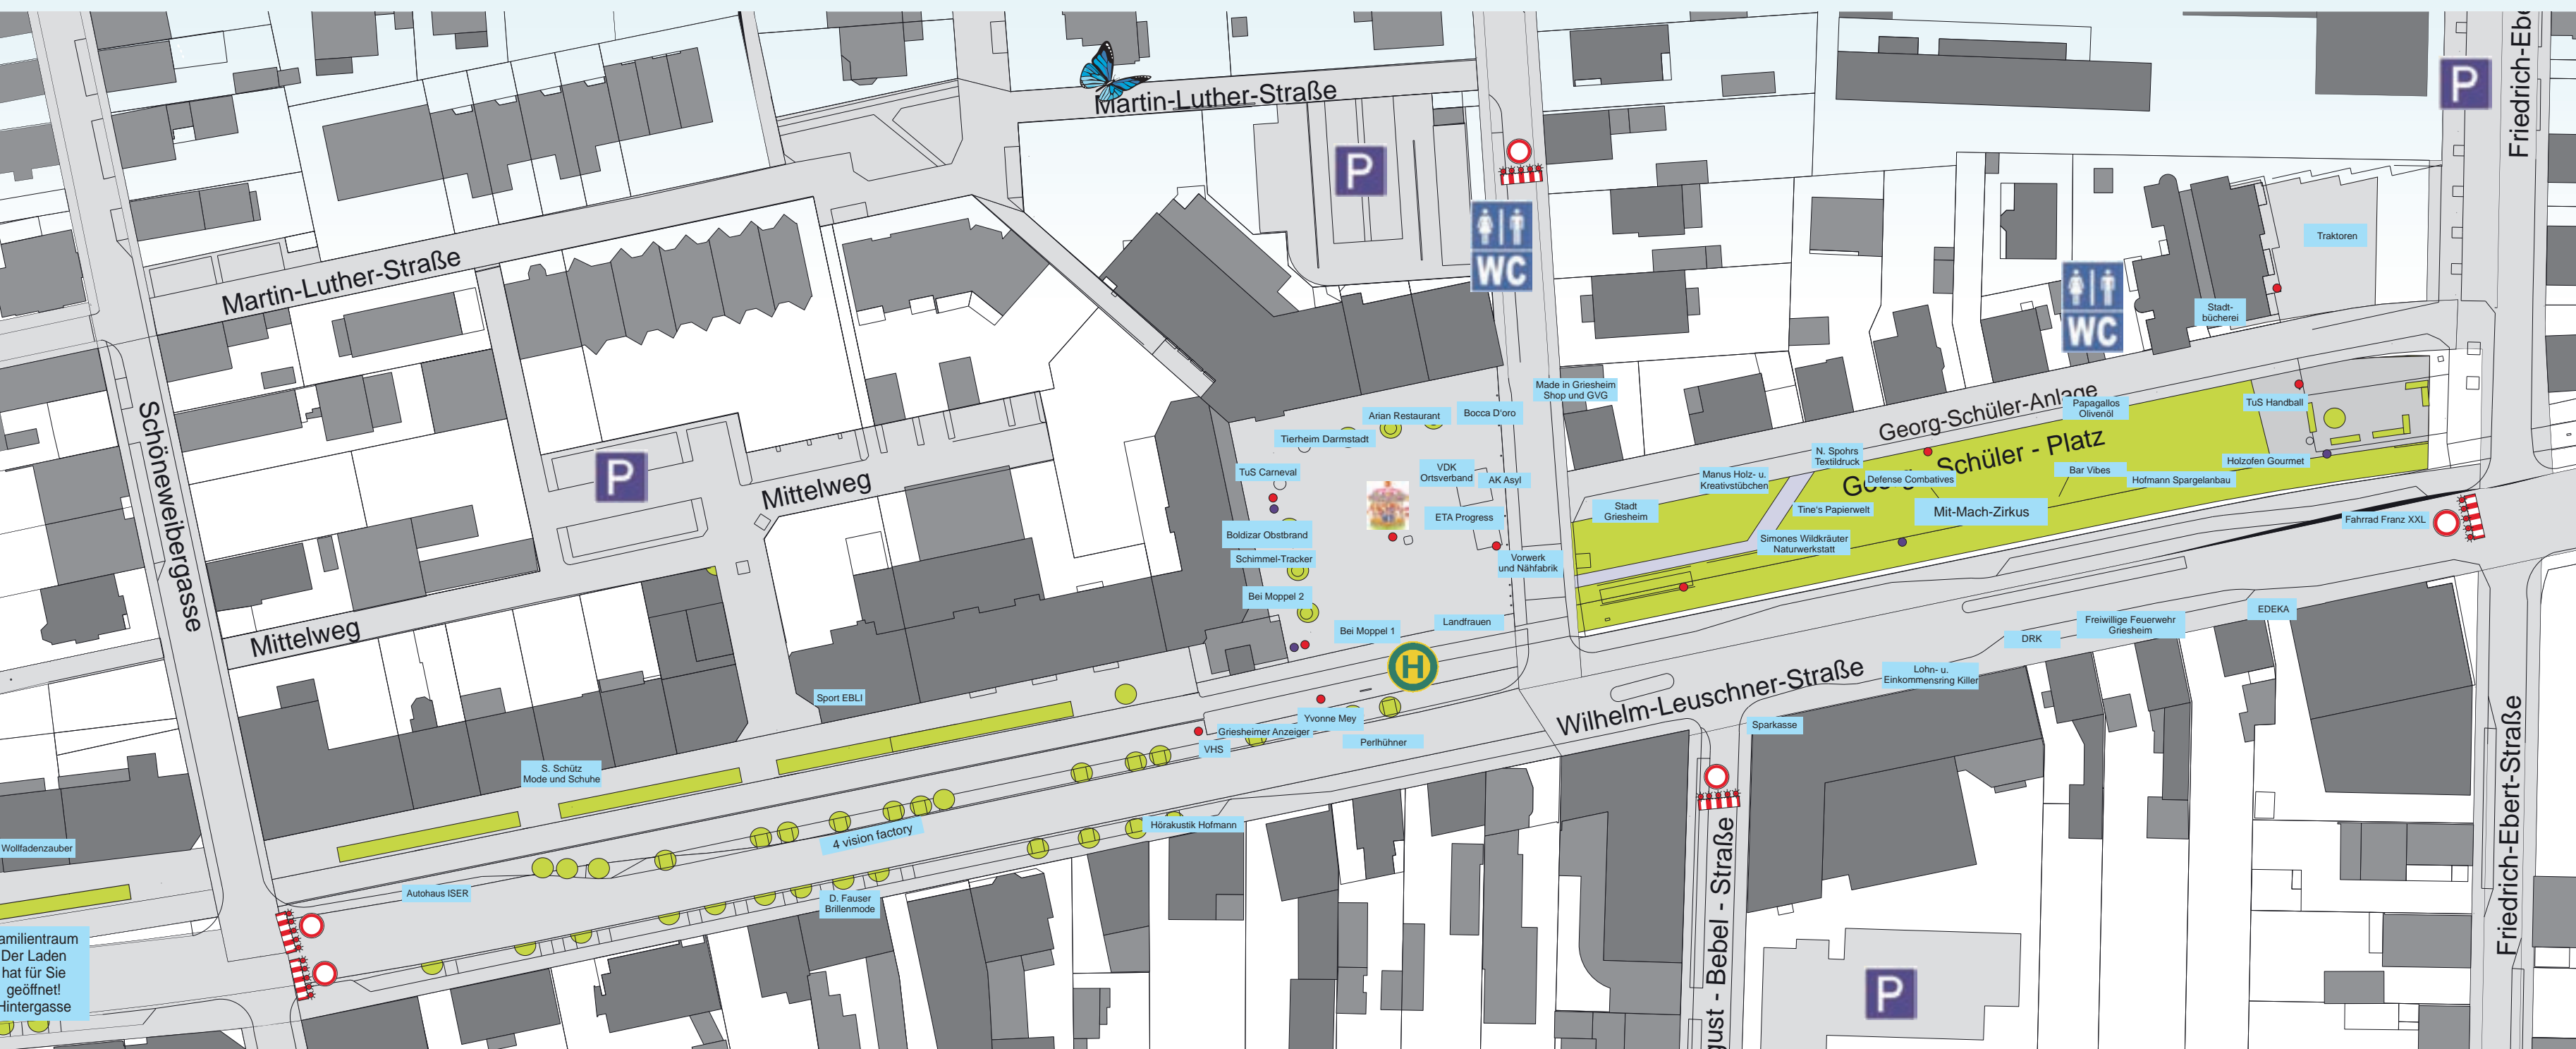 Martin-Luther-Straße
Friedrich-Ebe
P
P
WC
Traktoren
Martin-Luther-Straße
WC
Stadt-
bücherei
Schöneweibergasse
Made in Griesheim
Shop und GVG
Georg-Schüler-Anlage
Papagallos
Olivenöl
TuS Handball
Arian Restaurant
Bocca D'oro
Tierheim Darmstadt
P
Mittelweg
TuS Carneval
VDK
Ortsverband
AK Asyl
Manus Holz- u.
Kreativstübchen
N. Spohrs
Textildruck
Schüler - Platz
Defense Combatives
Bar Vibes
Hofmann Spargelanbau
Holzofen Gourmet
Stadt
Griesheim
Tine's Papierwelt
Mit-Mach-Zirkus
Fahrrad Franz XXL
ETA Progress
Boldizar Obstbrand
Schimmel-Tracker
Simones Wildkräuter
Naturwerkstatt
Vorwerk
und Nähfabrik
Bei Moppel 2
Mittelweg
Bei Moppel 1
Landfrauen
EDEKA
Freiwillige Feuerwehr
Griesheim
DRK
H
Lohn- u.
Einkommensring Killer
Wilhelm-Leuschner-Straße
Sport EBLI
Yvonne Mey
Griesheimer Anzeiger
VHS
Perlhühner
Sparkasse
S. Schütz
Mode und Schuhe
Wollfadenzauber
4 vision factory
Hörakustik Hofmann
Autohaus ISER
D. Fauser
Brillenmode
Friedrich-Ebert-Straße
gust - Bebel - Straße
P
amilientraum
Der Laden
hat für Sie
geöffnet!
Hintergasse